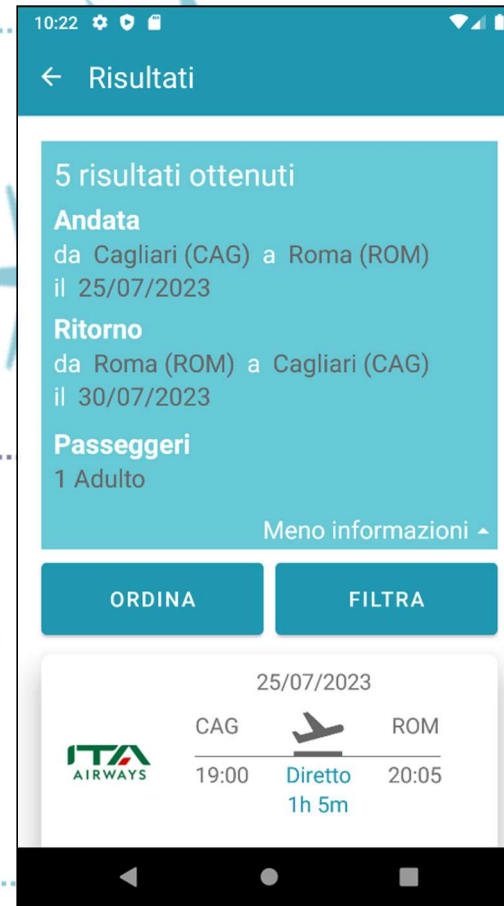 10:22
Risultati
5 risultati ottenuti
Andata
da Cagliari (CAG) a Roma (ROM)
il 25/07/2023
Ritorno
da Roma (ROM) a Cagliari (CAG)
il 30/07/2023
Passeggeri
1 Adulto
Meno informazioni
ORDINA FILTRA
25/07/2023
CAG ROM
ITA
AIRWAYS
19:00 Diretto 20:05
1h 5m